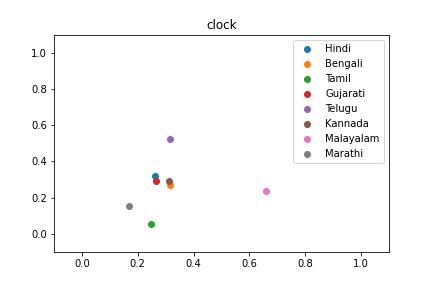 clock
1.0
0.8
0.6
0.4
0.2
0.0
0.0 0.2 0.4 0.6 0.8 1.0
Hindi
Bengali
Tamil
Gujarati
Telugu
Kannada
Malayalam
Marathi